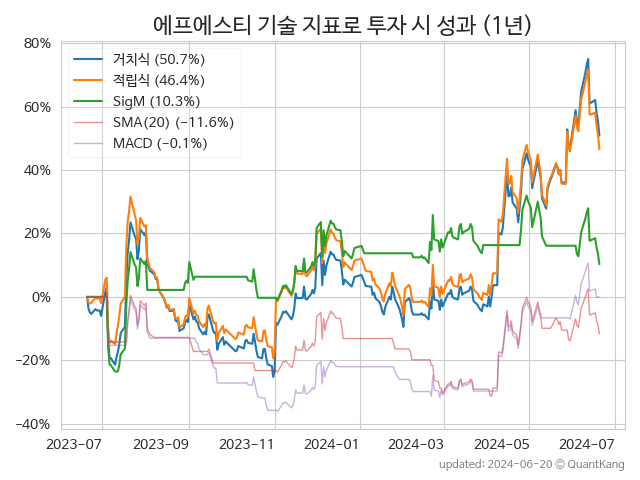 에프에스티 기술 지표로 투자 시 성과 (1년)
80%
60%
40%
20%
0%
−20%
−40%
거치식 (50.7%)
적립식 (46.4%)
SigM (10.3%)
SMA(20) (−11.6%)
MACD (−0.1%)
2023-07
2023-09
2023-11
2024-01
2024-03
2024-05
2024-07
updated: 2024-06-20 © QuantKang